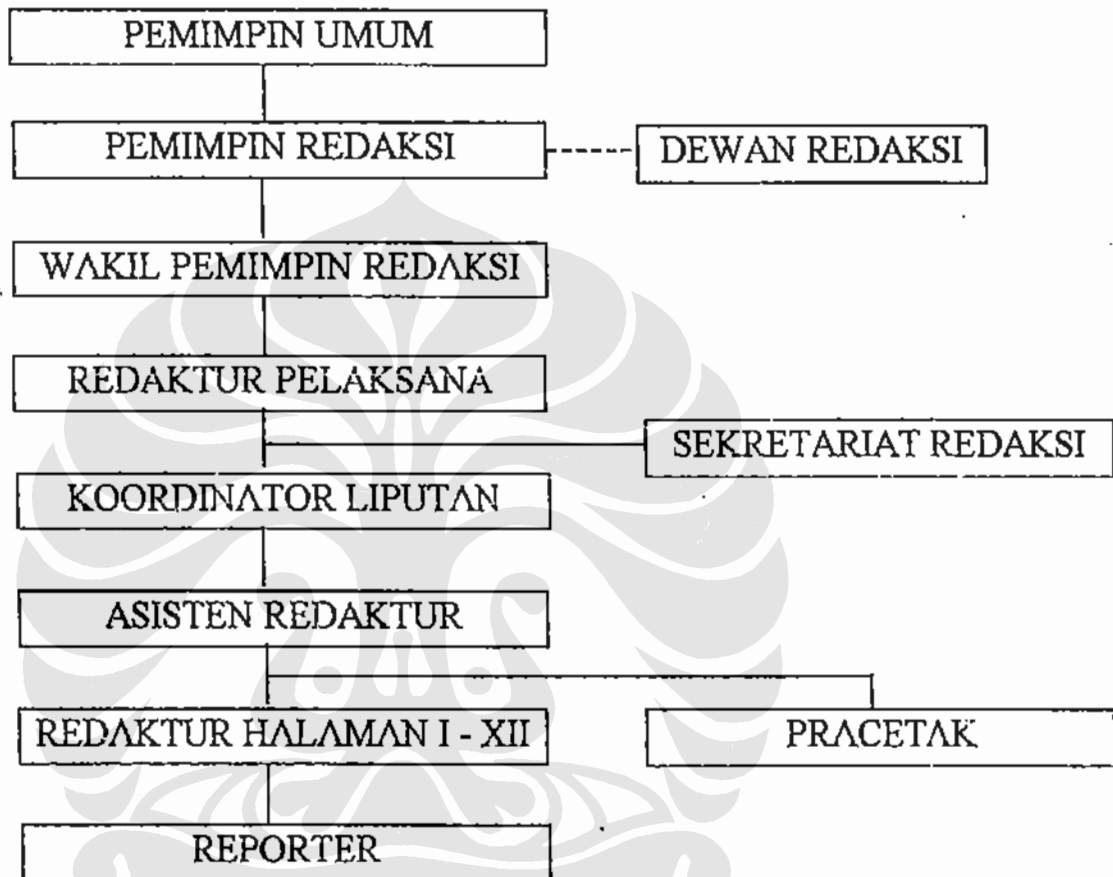 PEMIMPIN UMUM
PEMIMPIN REDAKSI
DEWAN REDAKSI
WAKIL PEMIMPIN REDAKSI
REDAKTUR PELAKSANA
SEKRETARIAT REDAKSI
KOORDINATOR LIPUTAN
ASISTEN REDAKTUR
REDAKTUR HALAMAN I - XII
PRACETAK
REPORTER